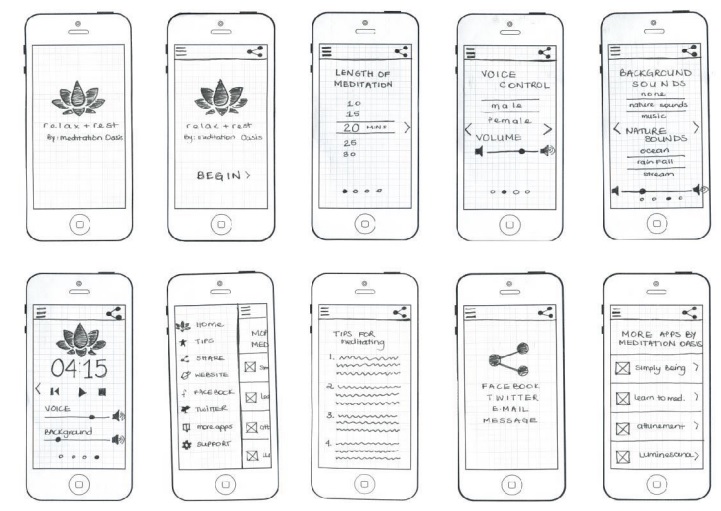 relax + rest
By: meditation Oasis
relax + rest
By: meditation Oasis
BEGIN >
LENGTH OF
MEDITATION
10
15
20 MINS
25
30
VOICE
CONTROL
male
Female
VOLUME
BACKGROUND
SOUNDS
none
nature sounds
music
NATURE
SOUNDS
ocean
rainfall
stream
04:15
VOICE
BACKground
Home
TIPS
SHARE
WEBSITE
FACEBOOK
TWITTER
more apps
SUPPORT
MOR
MED
TIPS FOR
meditating
1.
2.
3.
4.
FACEBOOK
TWITTER
E-MAIL
MESSAGE
MORE APPS BY
MEDITATION OASIS
simply Being
learn to med.
attunement